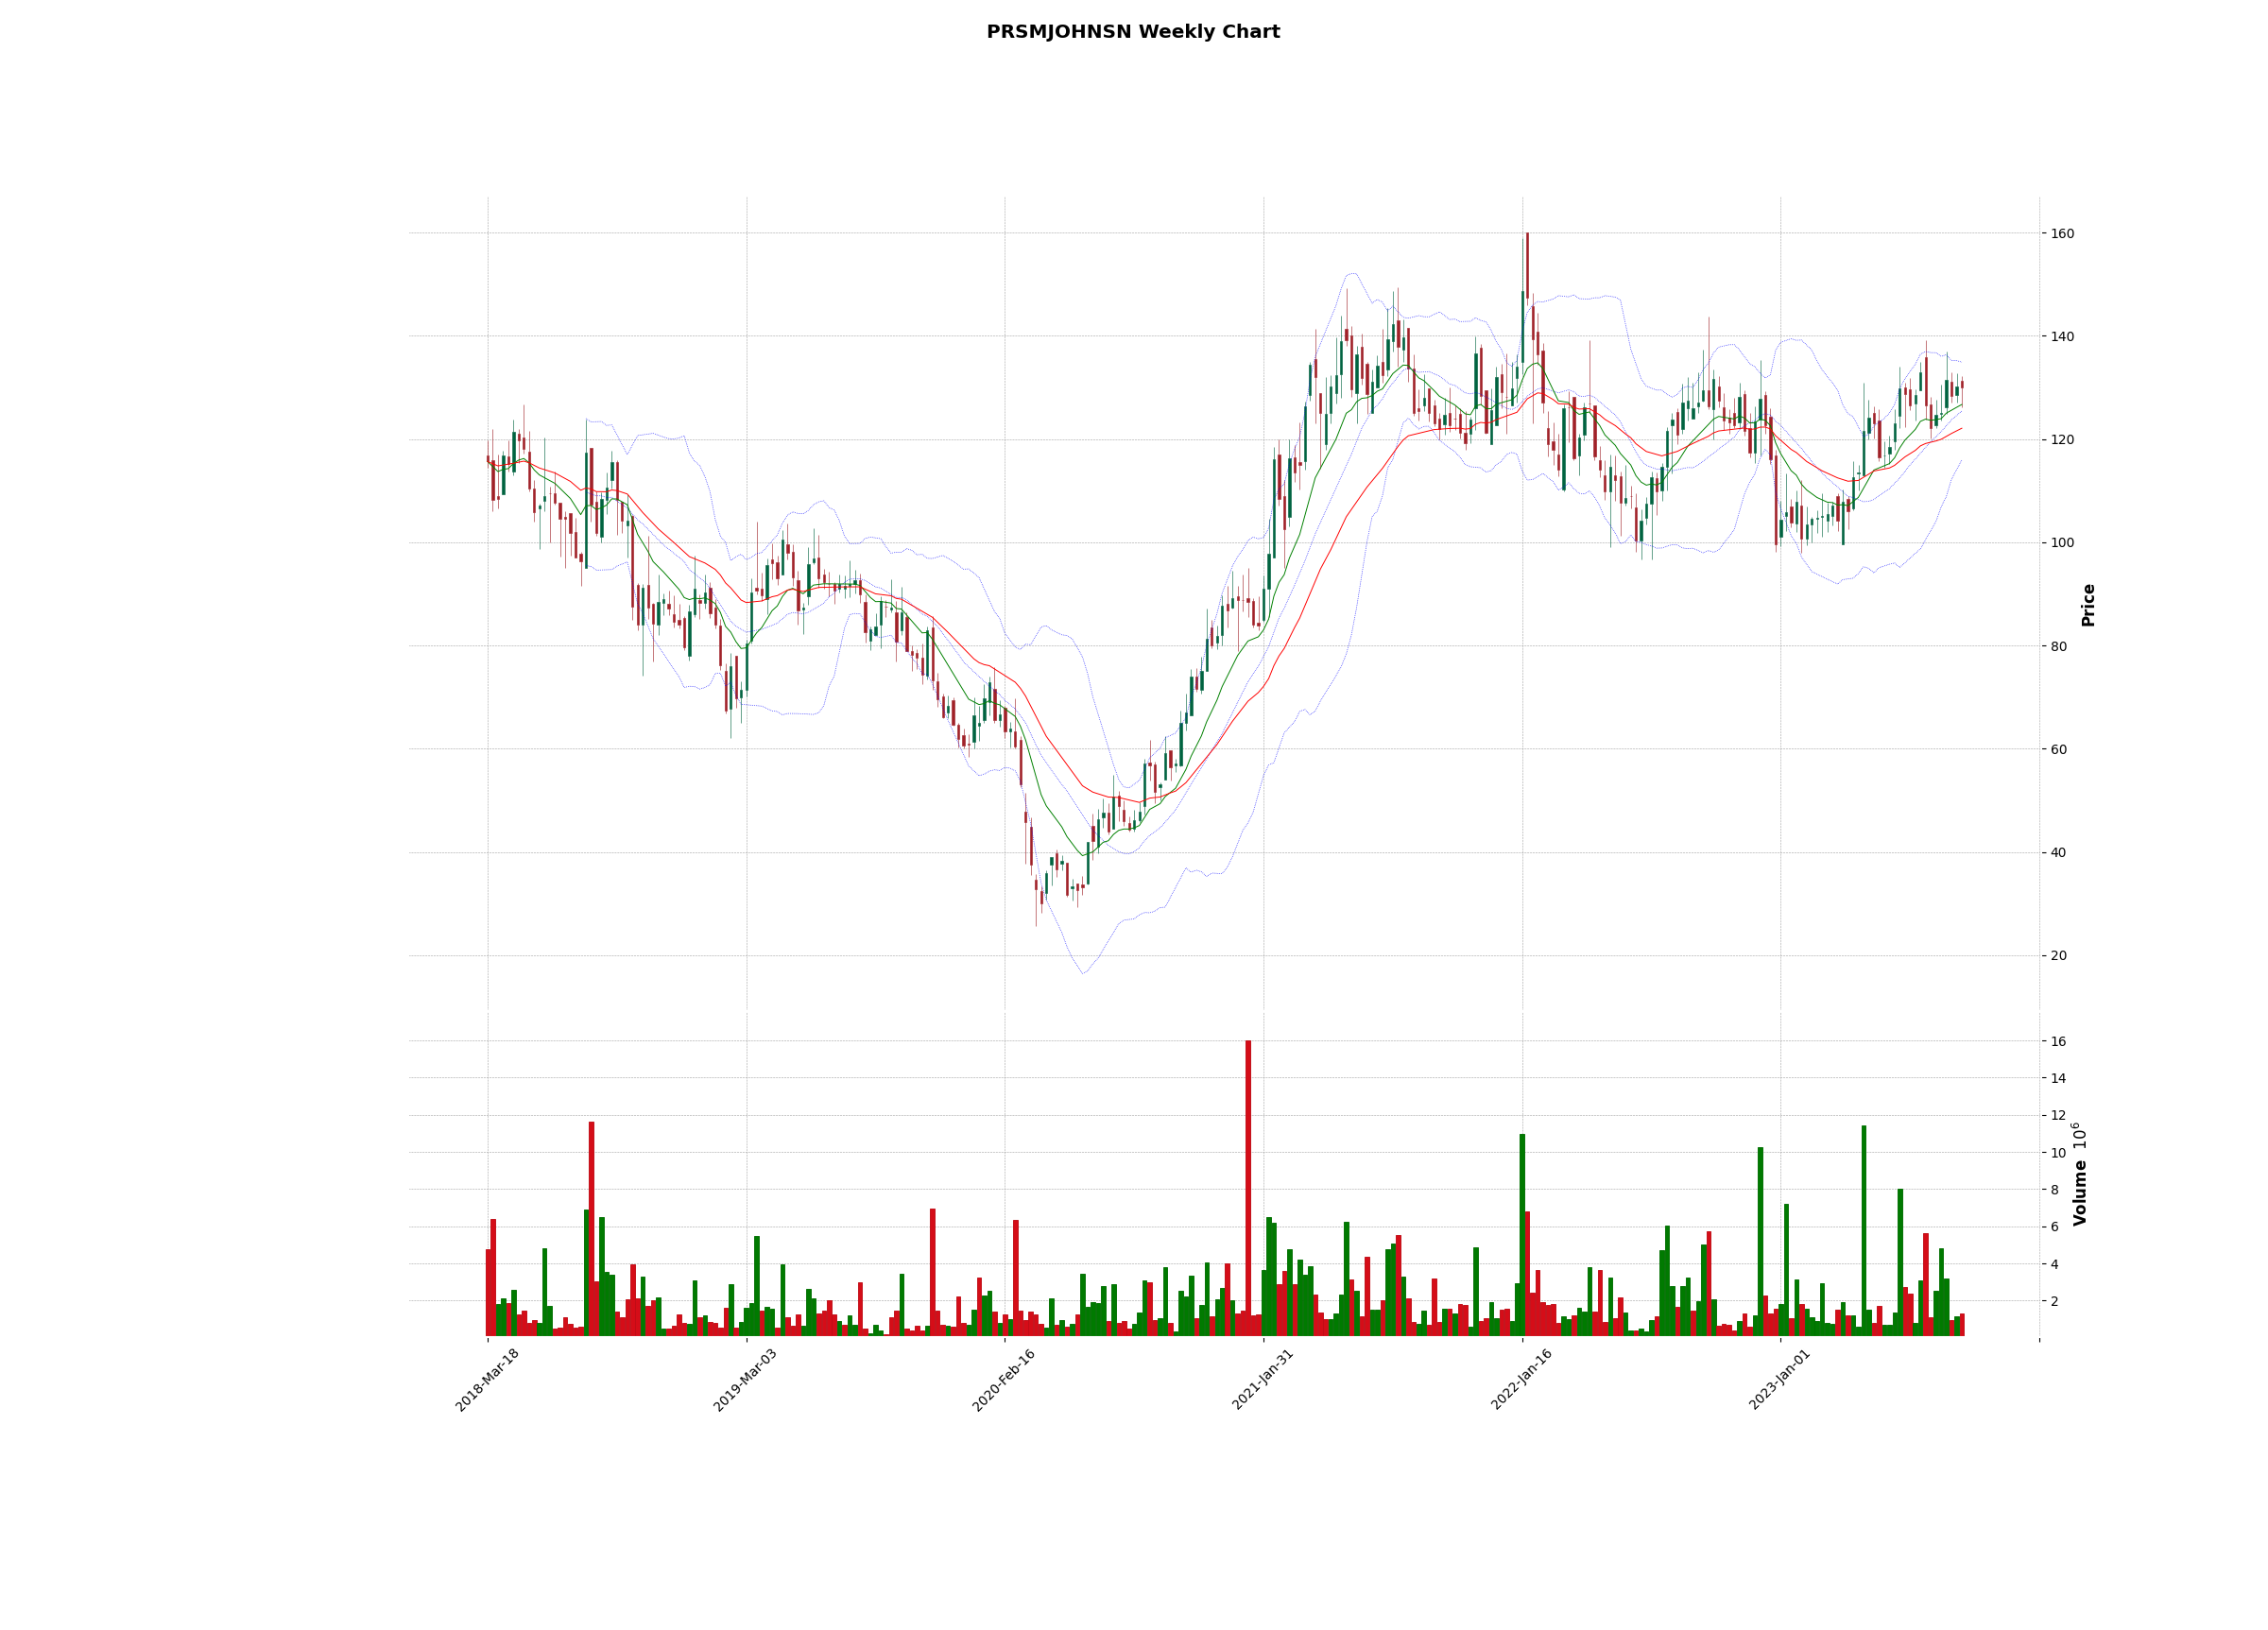 PRSMJOHNSN Weekly Chart
160
140
120
100
80
60
40
20
Price
16
14
12
10
8
6
4
2
Volume 10^6
2018-Mar-18
2019-Mar-03
2020-Feb-16
2021-Jan-31
2022-Jan-16
2023-Jan-01